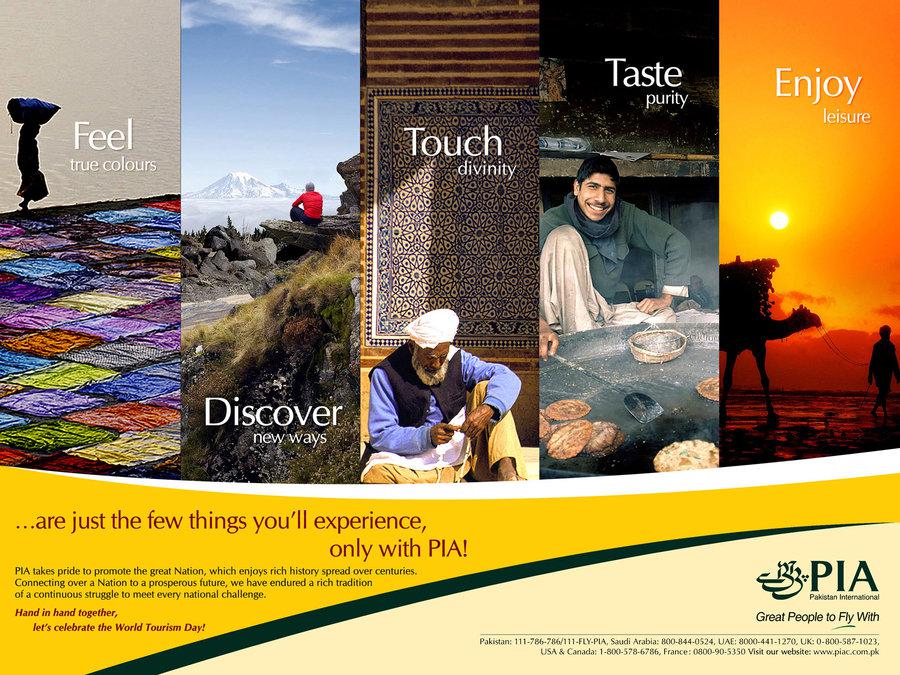 Feel
true colours
Discover
new ways
Touch
divinity
Taste
purity
Enjoy
leisure
...are just the few things you'll experience,
only with PIA!
PIA takes pride to promote the great Nation, which enjoys rich history spread over centuries.
Connecting over a Nation to a prosperous future, we have endured a rich tradition
of a continuous struggle to meet every national challenge.
Hand in hand together,
let's celebrate the World Tourism Day!
PIA
Pakistan International
Great People to Fly With
Pakistan: 111-786-786/111-FLY-PIA, Saudi Arabia: 800-844-0524, UAE: 8000-441-1270, UK: 0-800-587-1023,
USA & Canada: 1-800-578-6786, France: 0800-90-5350 Visit our website: www.piac.com.pk